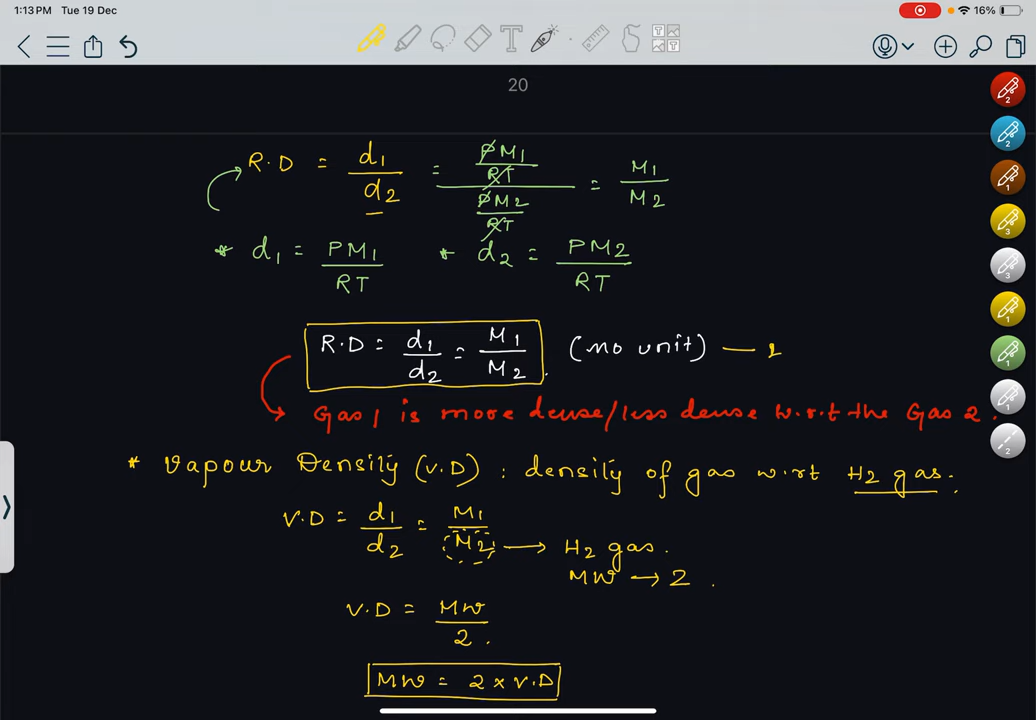 1:13 PM Tue 19 Dec 16%
20
R.D = d1/d2 = (PM1/RT)/(PM2/RT) = M1/M2
* d1 = PM1/RT * d2 = PM2/RT
R.D = d1/d2 = M1/M2 (no unit) — 1
Gas 1 is more dense/less dense w.r.t the Gas 2.
* Vapour Density (V.D) : density of gas w.r.t H2 gas.
V.D = d1/d2 = M1/M2 → H2 gas.
MW → 2.
V.D = MW/2.
MW = 2 × V.D